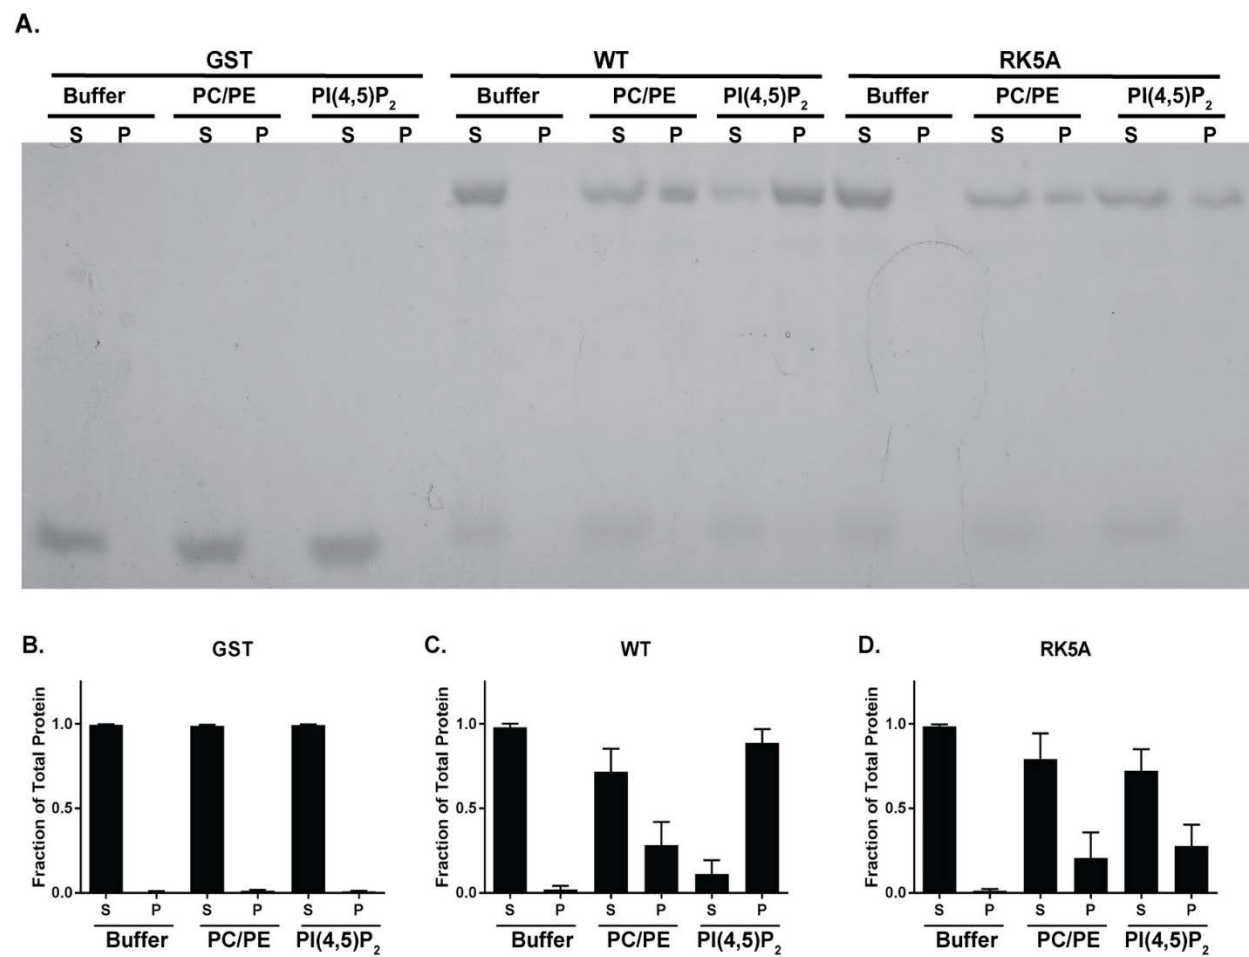 A.
GST WT RK5A
Buffer PC/PE PI(4,5)P2 Buffer PC/PE PI(4,5)P2 Buffer PC/PE PI(4,5)P2
S P S P S P S P S P S P S P S P S P
B. GST C. WT D. RK5A
Fraction of Total Protein
1.0
0.5
0.0
S P S P S P
Buffer PC/PE PI(4,5)P2
Fraction of Total Protein
1.0
0.5
0.0
S P S P S P
Buffer PC/PE PI(4,5)P2
Fraction of Total Protein
1.0
0.5
0.0
S P S P S P
Buffer PC/PE PI(4,5)P2